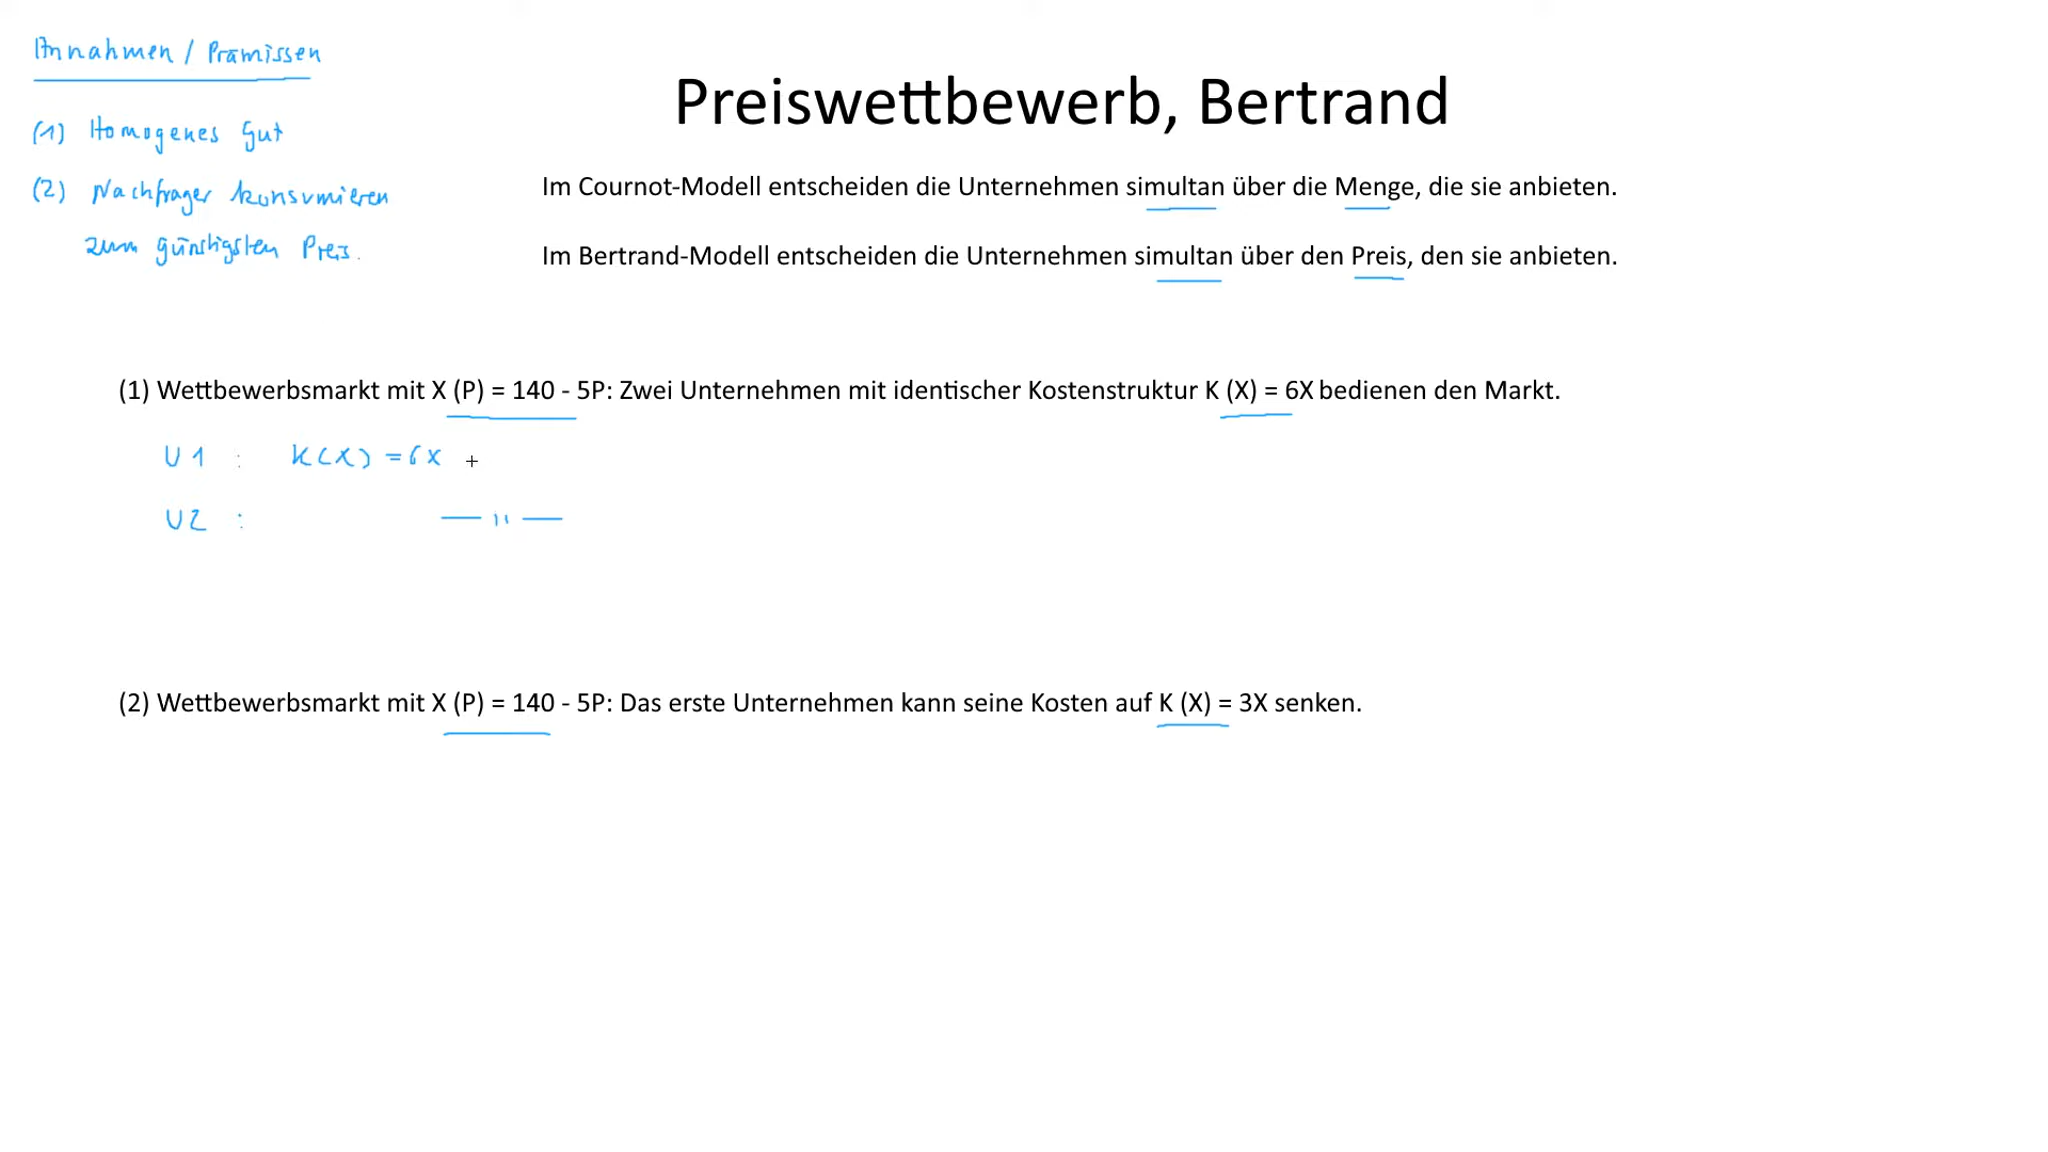 Annahmen / Prämissen
(1) Homogenes Gut
(2) Nachfrager konsumieren
zum günstigsten Preis.
Preiswettbewerb, Bertrand
Im Cournot-Modell entscheiden die Unternehmen simultan über die Menge, die sie anbieten.
Im Bertrand-Modell entscheiden die Unternehmen simultan über den Preis, den sie anbieten.
(1) Wettbewerbsmarkt mit X (P) = 140 - 5P: Zwei Unternehmen mit identischer Kostenstruktur K (X) = 6X bedienen den Markt.
U1 : K(X) = 6X
U2 : — " —
(2) Wettbewerbsmarkt mit X (P) = 140 - 5P: Das erste Unternehmen kann seine Kosten auf K (X) = 3X senken.